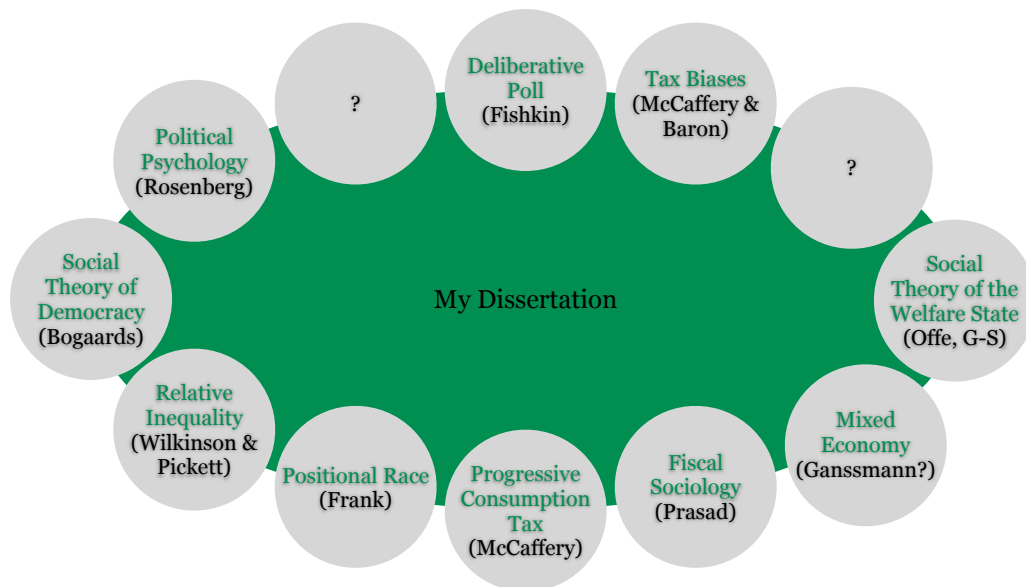 Deliberative
Poll
(Fishkin)
Tax Biases
(McCaffery &
Baron)
?
Political
Psychology
(Rosenberg)
?
Social
Theory of
Democracy
(Bogaards)
My Dissertation
Social
Theory of the
Welfare State
(Offe, G-S)
Relative
Inequality
(Wilkinson &
Pickett)
Positional Race
(Frank)
Progressive
Consumption
Tax
(McCaffery)
Fiscal
Sociology
(Prasad)
Mixed
Economy
(Ganssmann?)